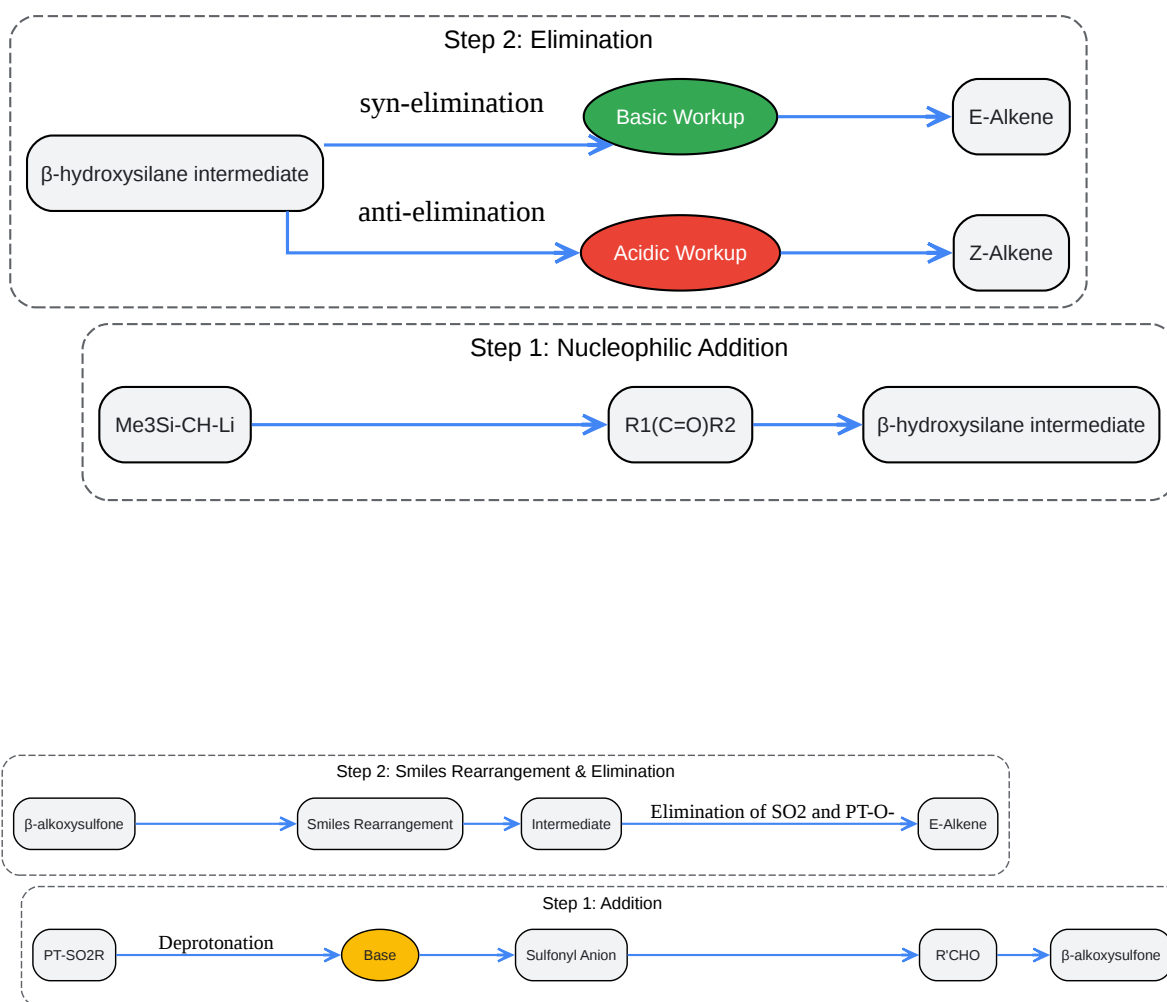 Step 2: Elimination
syn-elimination
Basic Workup
E-Alkene
β-hydroxysilane intermediate
anti-elimination
Acidic Workup
Z-Alkene
Step 1: Nucleophilic Addition
Me3Si-CH-Li
R1(C=O)R2
β-hydroxysilane intermediate
Step 2: Smiles Rearrangement & Elimination
β-alkoxysulfone
Smiles Rearrangement
Intermediate
Elimination of SO2 and PT-O-
E-Alkene
Step 1: Addition
PT-SO2R
Deprotonation
Base
Sulfonyl Anion
R'CHO
β-alkoxysulfone